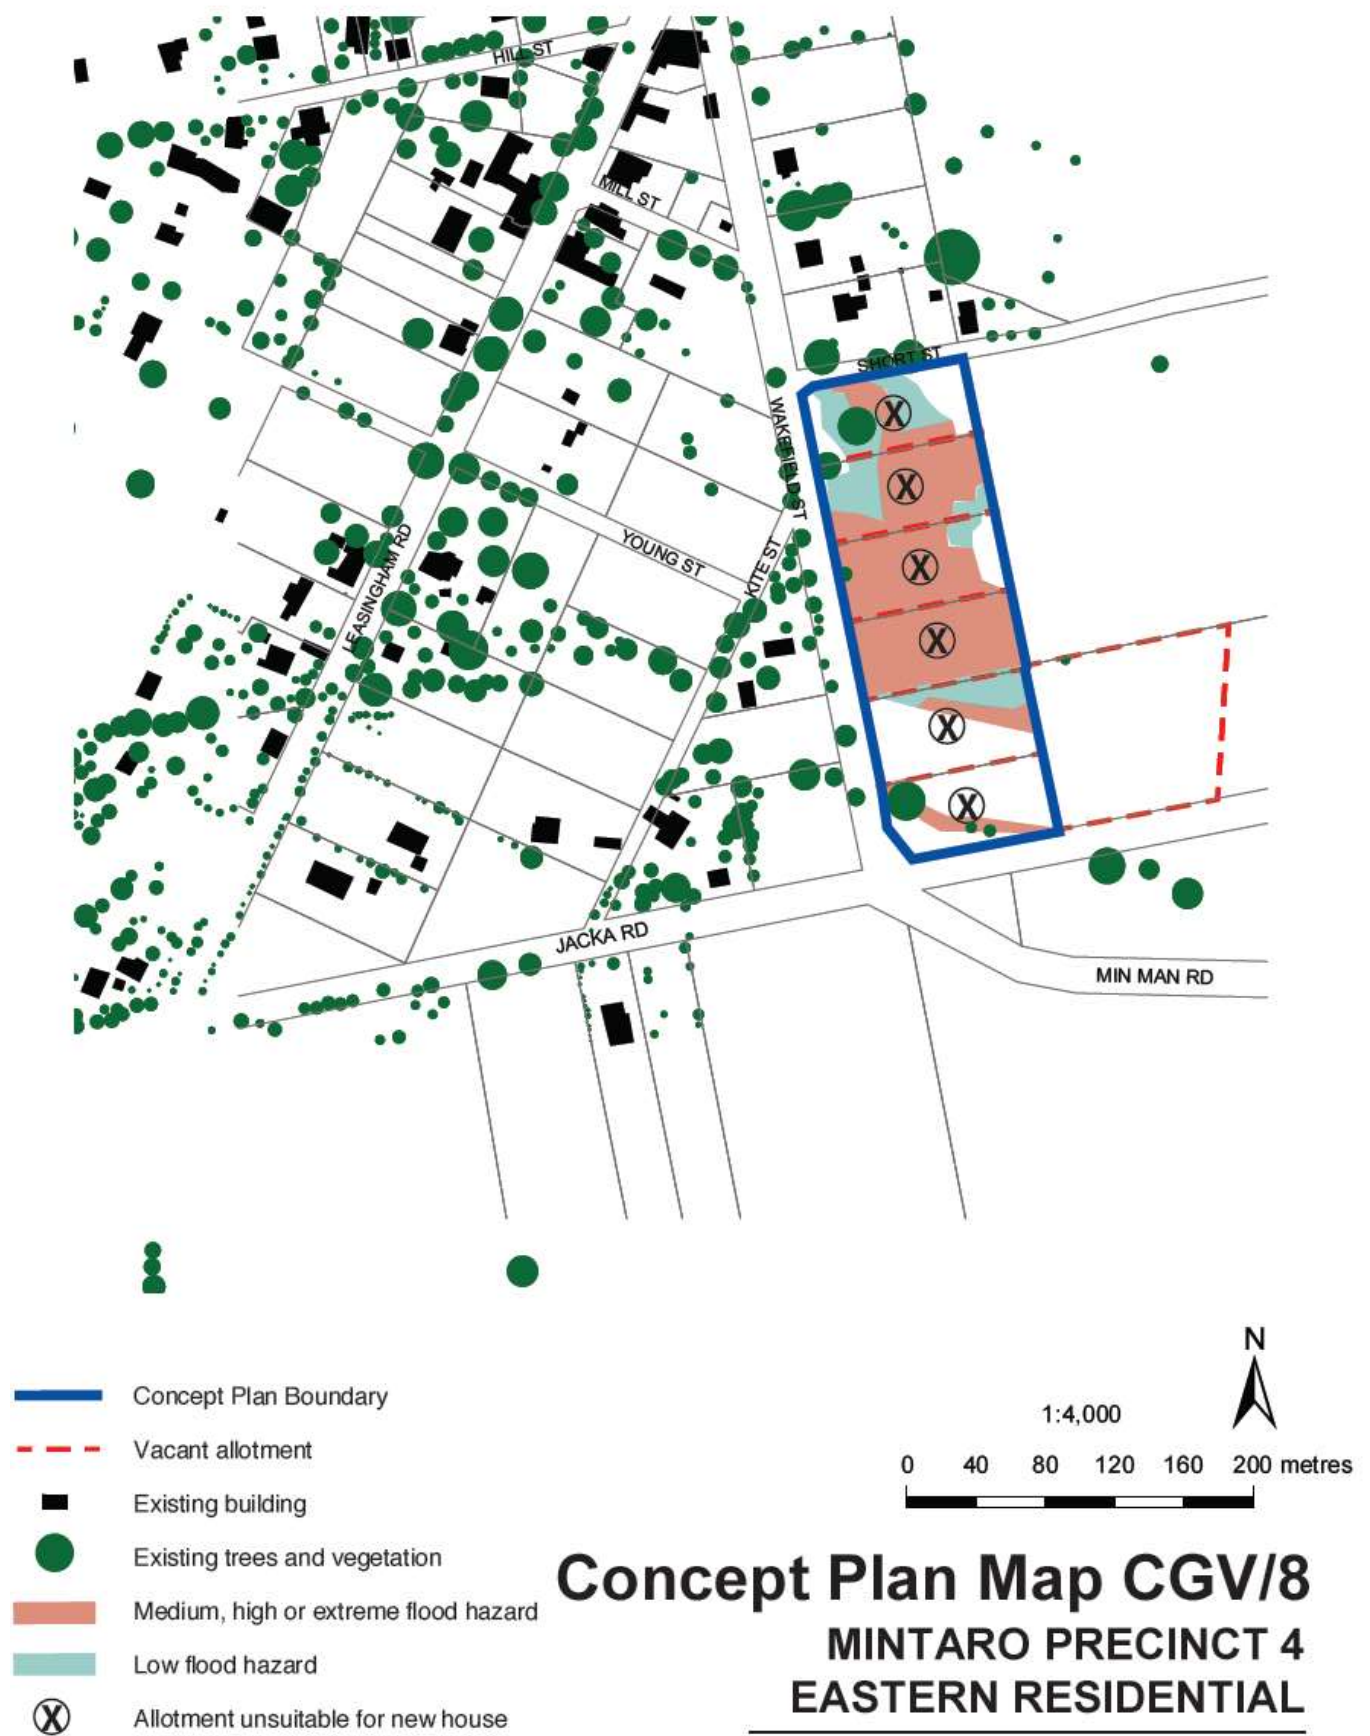 HILL ST
MILL ST
SHORT ST
WAKEFIELD ST
LEASINGHAM RD
YOUNG ST
KITE ST
X
X
X
X
X
X
JACKA RD
MIN MAN RD
N
1:4,000
0 40 80 120 160 200 metres
Concept Plan Boundary
Vacant allotment
Existing building
Existing trees and vegetation
Medium, high or extreme flood hazard
Low flood hazard
X Allotment unsuitable for new house
Concept Plan Map CGV/8
MINTARO PRECINCT 4
EASTERN RESIDENTIAL